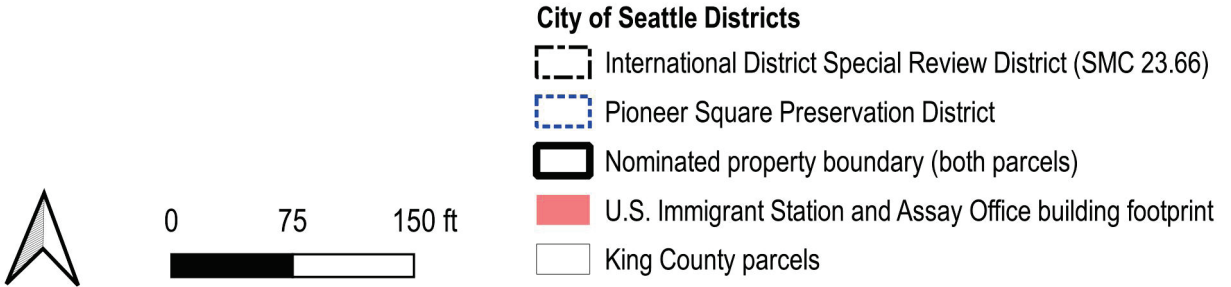 City of Seattle Districts
International District Special Review District (SMC 23.66)
Pioneer Square Preservation District
Nominated property boundary (both parcels)
U.S. Immigrant Station and Assay Office building footprint
King County parcels
0 75 150 ft